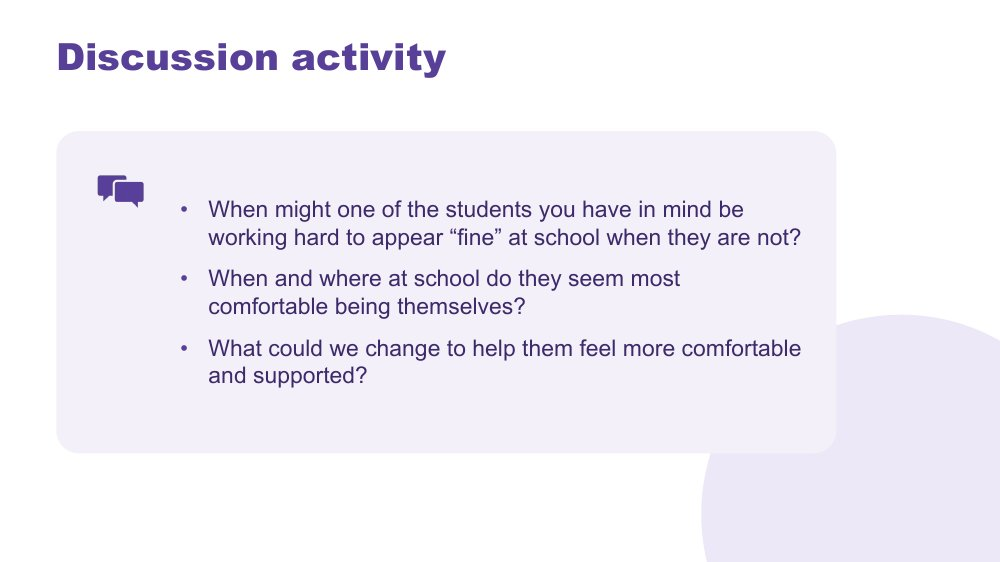 Discussion activity
• When might one of the students you have in mind be
working hard to appear “fine” at school when they are not?
• When and where at school do they seem most
comfortable being themselves?
• What could we change to help them feel more comfortable
and supported?